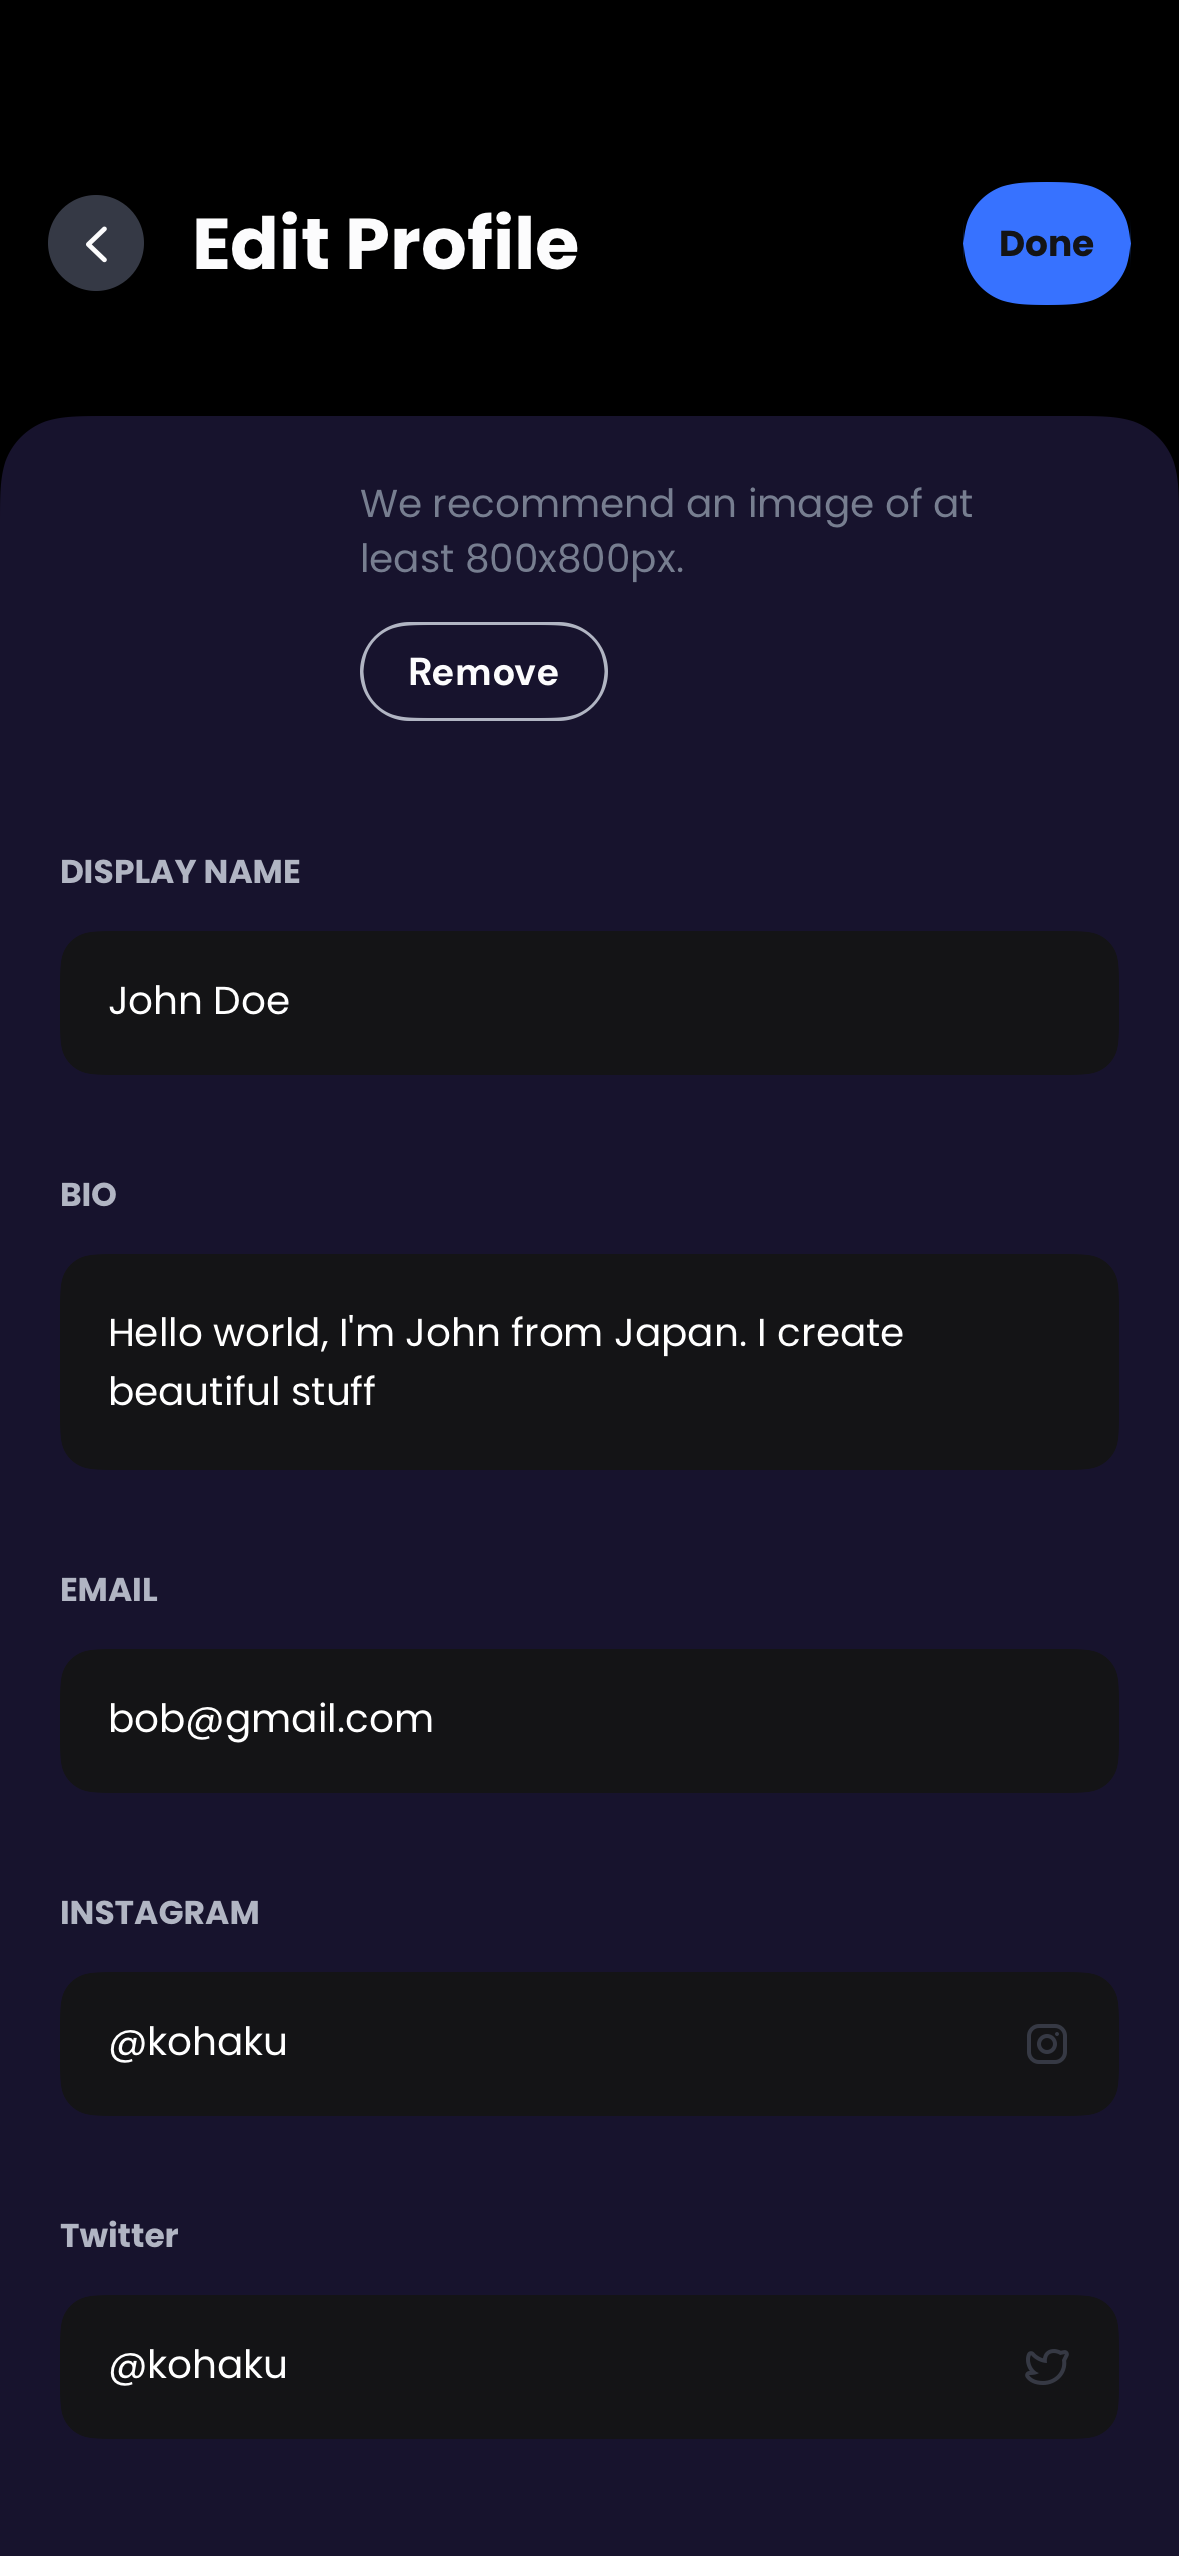 Edit Profile
Done
We recommend an image of at
least 800x800px.
Remove
DISPLAY NAME
John Doe
BIO
Hello world, I'm John from Japan. I create
beautiful stuff
EMAIL
bob@gmail.com
INSTAGRAM
@kohaku
Twitter
@kohaku